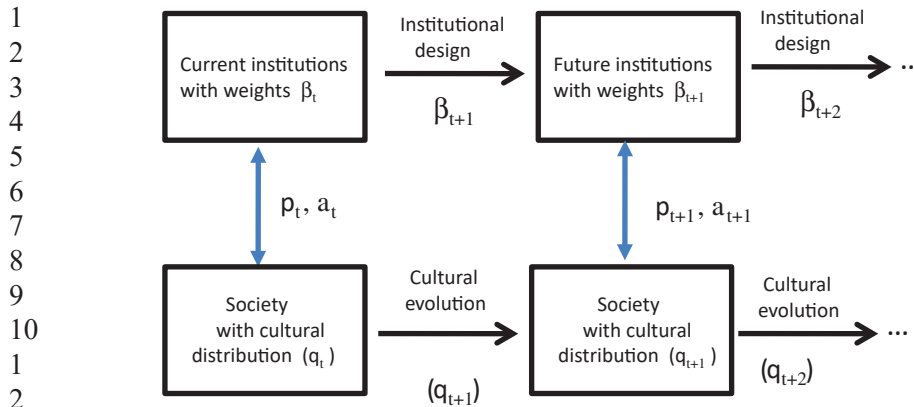 1
2
3
4
5
6
7
8
9
10
1
2
Current institutions
with weights βt
Institutional
design
βt+1
Future institutions
with weights βt+1
Institutional
design
βt+2
..
pt, at
pt+1, at+1
Society
with cultural
distribution (qt)
Cultural
evolution
(qt+1)
Society
with cultural
distribution (qt+1)
Cultural
evolution
(qt+2)
...